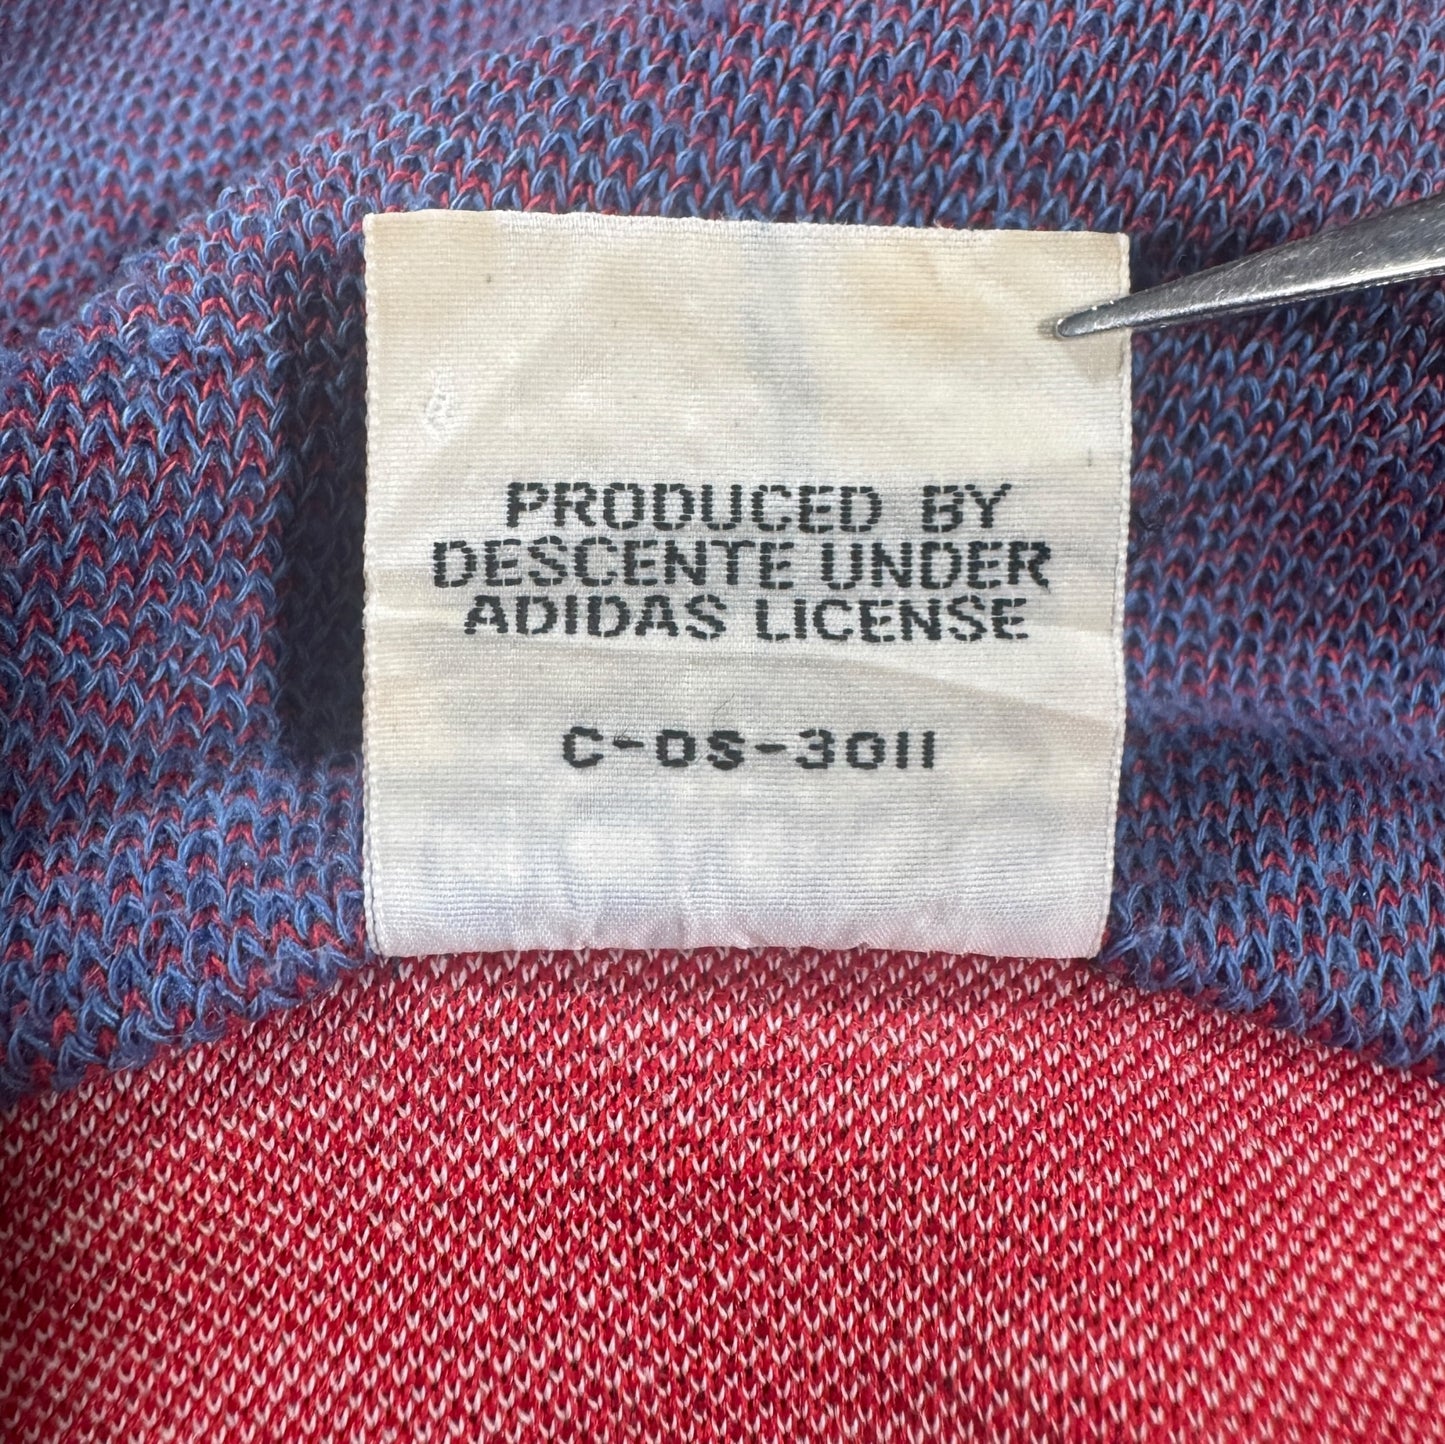 PRODUCED BY
DESCENTE UNDER
ADIDAS LICENSE
C-DS-3011